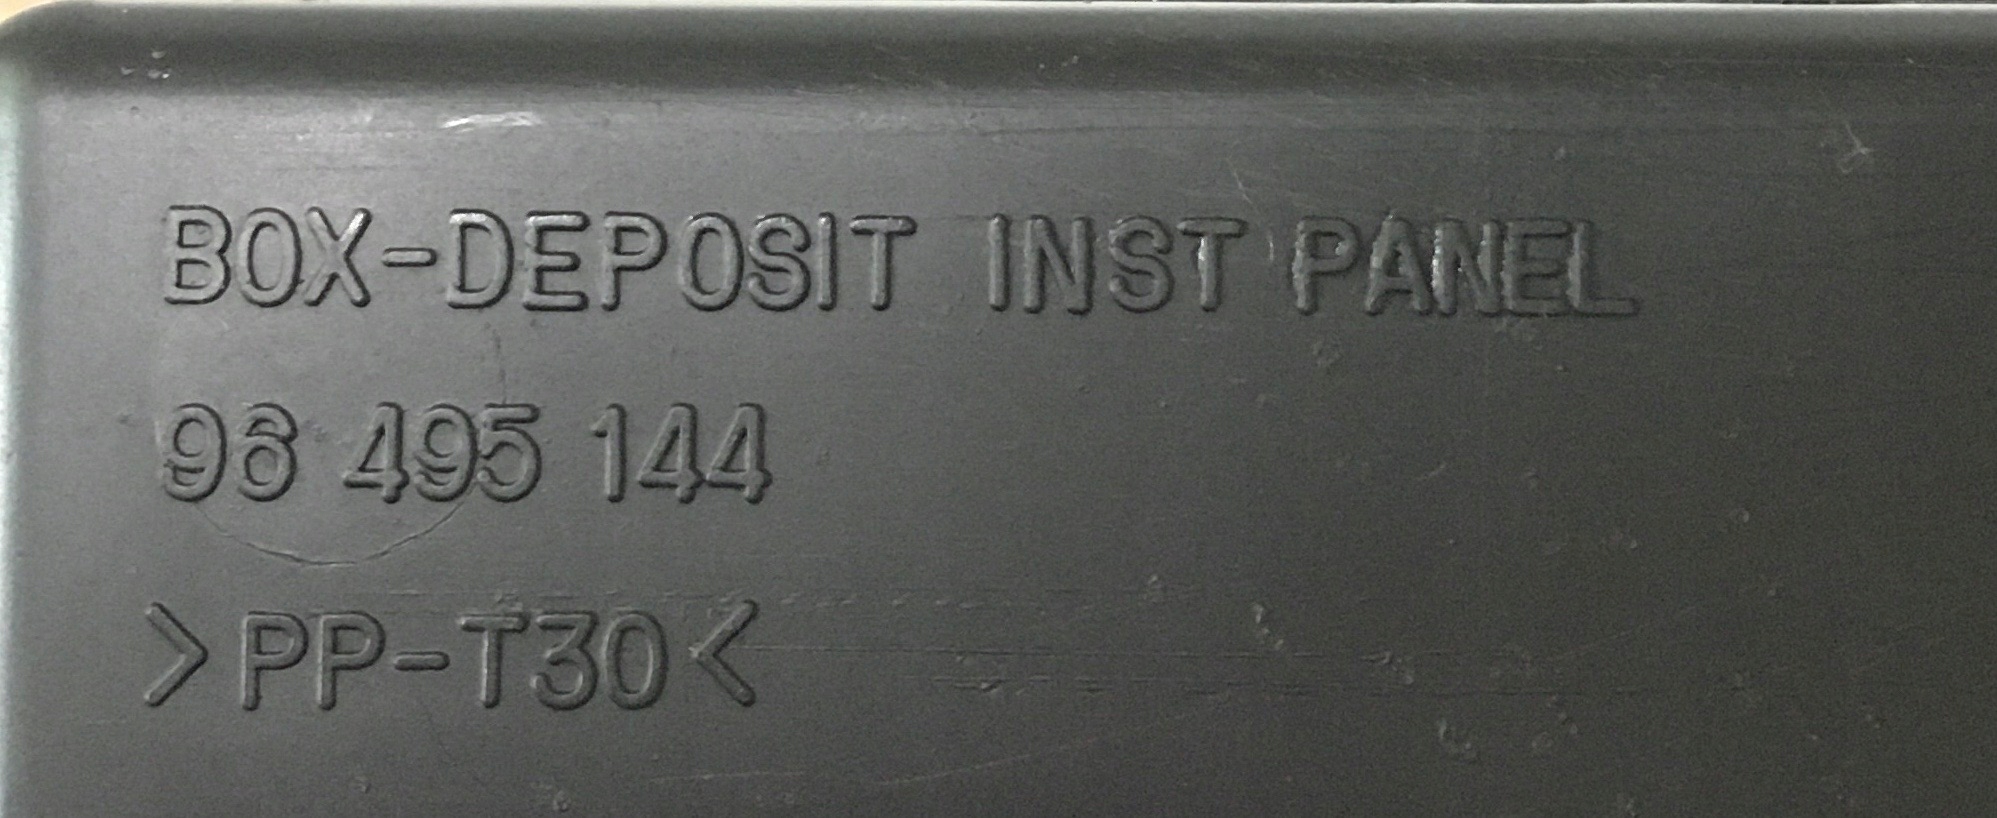 BOX-DEPOSIT INST PANEL
96 495 144
>PP-T30<